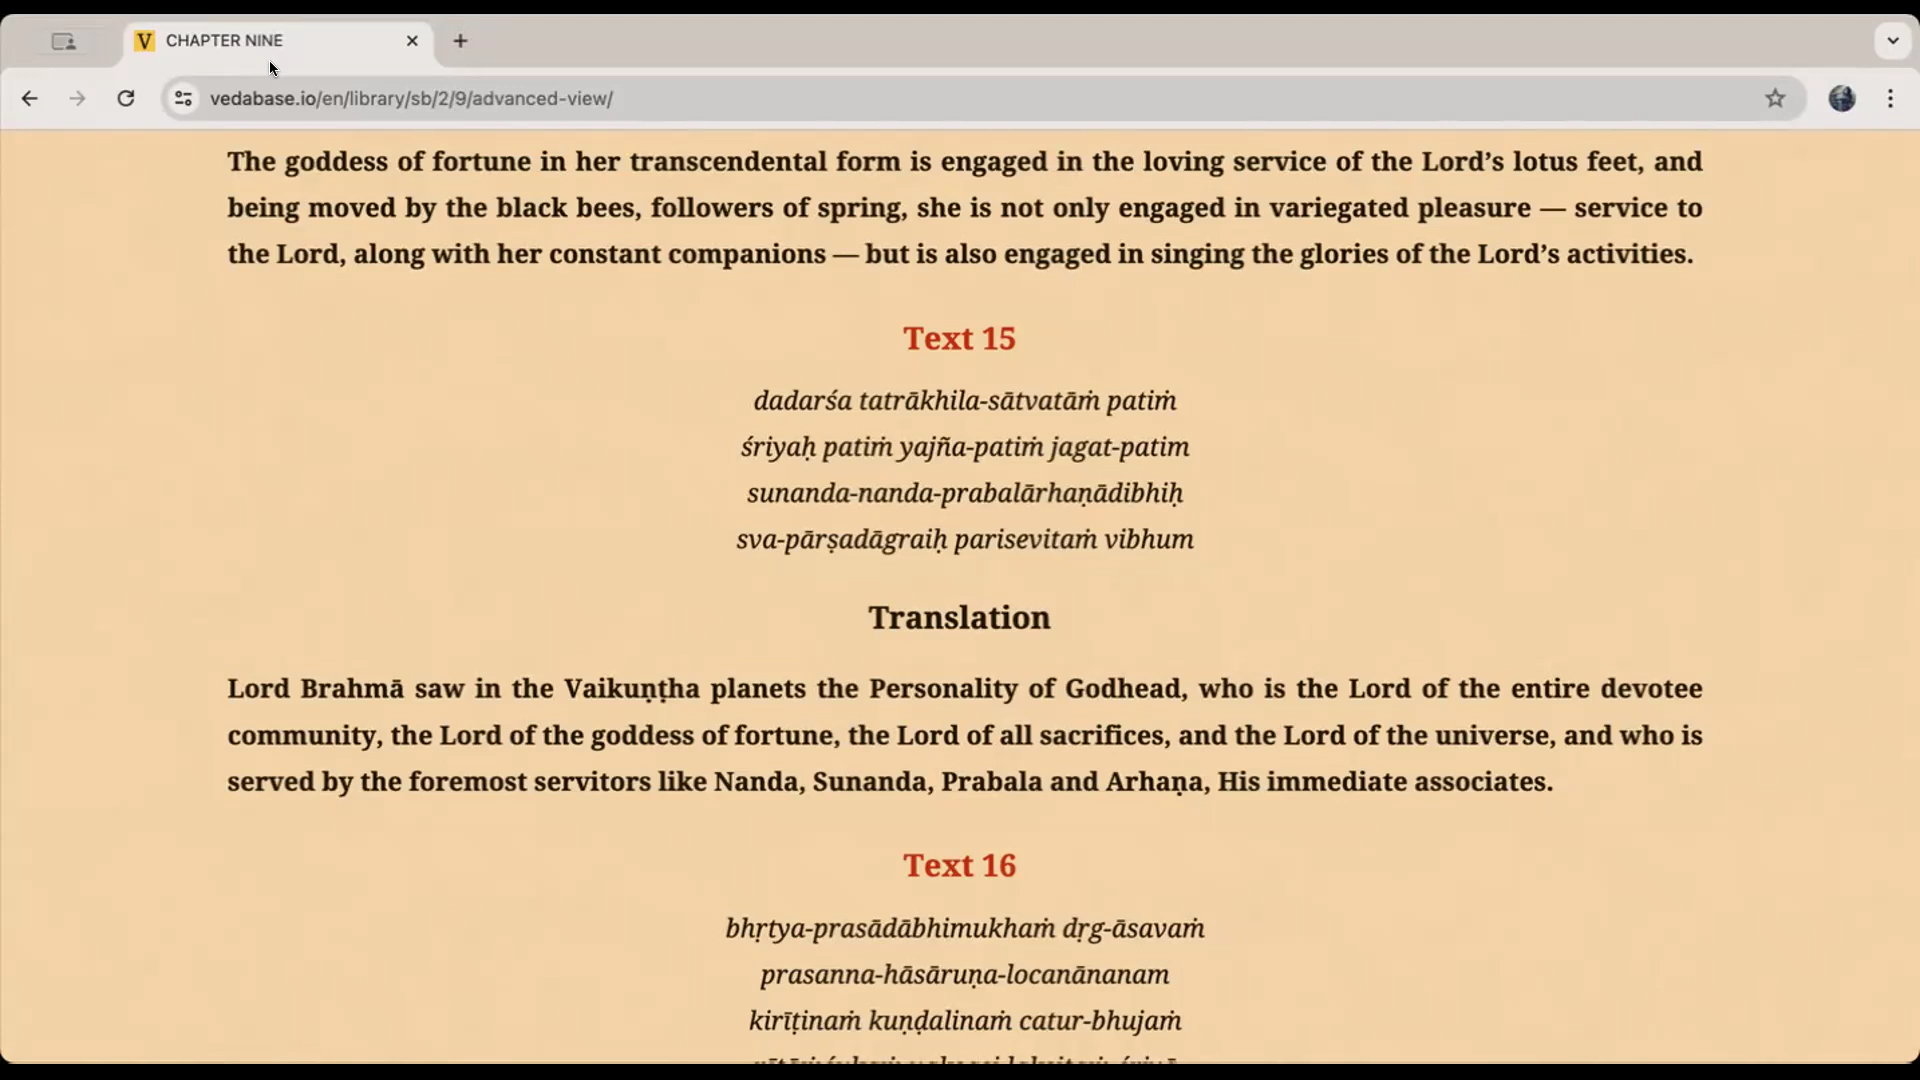 CHAPTER NINE
vedabase.io/en/library/sb/2/9/advanced-view/
The goddess of fortune in her transcendental form is engaged in the loving service of the Lord’s lotus feet, and
being moved by the black bees, followers of spring, she is not only engaged in variegated pleasure — service to
the Lord, along with her constant companions — but is also engaged in singing the glories of the Lord’s activities.
Text 15
dadarśa tatrākhila-sātvatāṁ patiṁ
śriyaḥ patiṁ yajña-patiṁ jagat-patim
sunanda-nanda-prabalārhaṇādibhiḥ
sva-pārṣadāgraiḥ parisevitaṁ vibhum
Translation
Lord Brahmā saw in the Vaikuṇṭha planets the Personality of Godhead, who is the Lord of the entire devotee
community, the Lord of the goddess of fortune, the Lord of all sacrifices, and the Lord of the universe, and who is
served by the foremost servitors like Nanda, Sunanda, Prabala and Arhaṇa, His immediate associates.
Text 16
bhṛtya-prasādābhimukhaṁ dṛg-āsavaṁ
prasanna-hāsāruṇa-locanānanam
kirīṭinaṁ kuṇḍalinaṁ catur-bhujaṁ